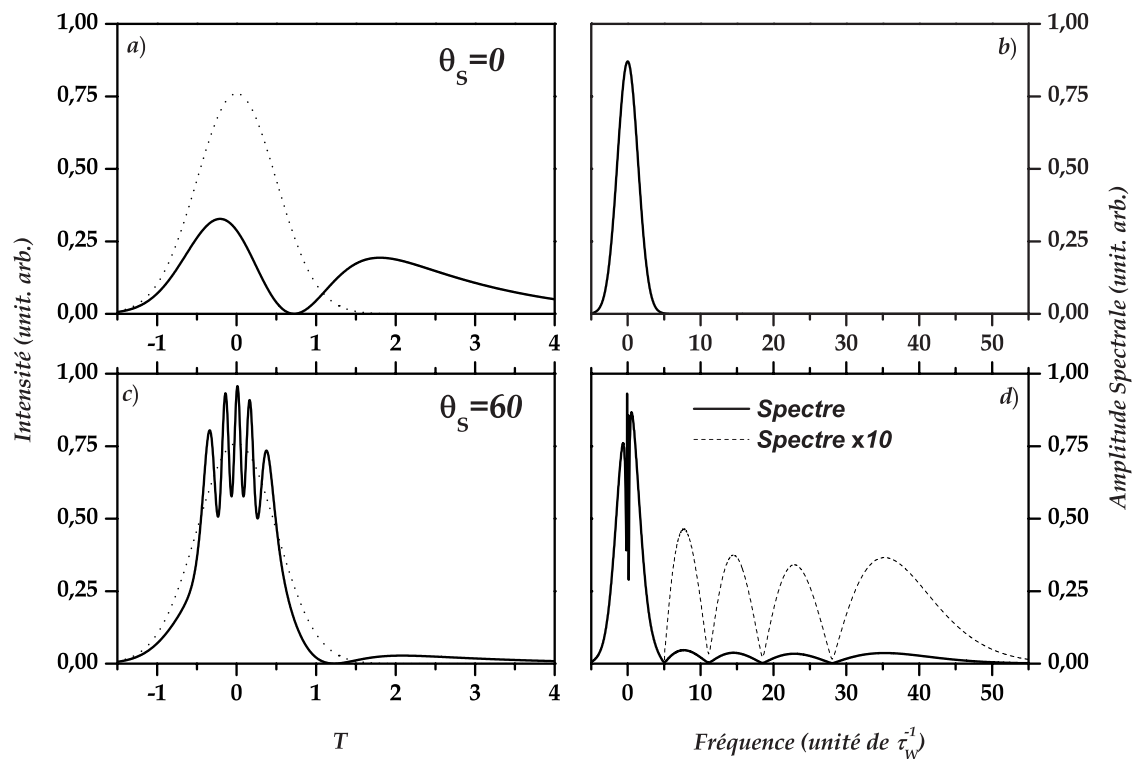 Intensité (unit. arb.)
1,00
0,75
0,50
0,25
0,00
a)
θ_S=0
-1 0 1 2 3 4
b)
0 10 20 30 40 50
1,00
0,75
0,50
0,25
0,00
1,00
0,75
0,50
0,25
0,00
c)
θ_S=60
-1 0 1 2 3 4
T
d)
Spectre
Spectre x10
0 10 20 30 40 50
Fréquence (unité de τ_W^-1)
1,00
0,75
0,50
0,25
0,00
Amplitude Spectrale (unit. arb.)